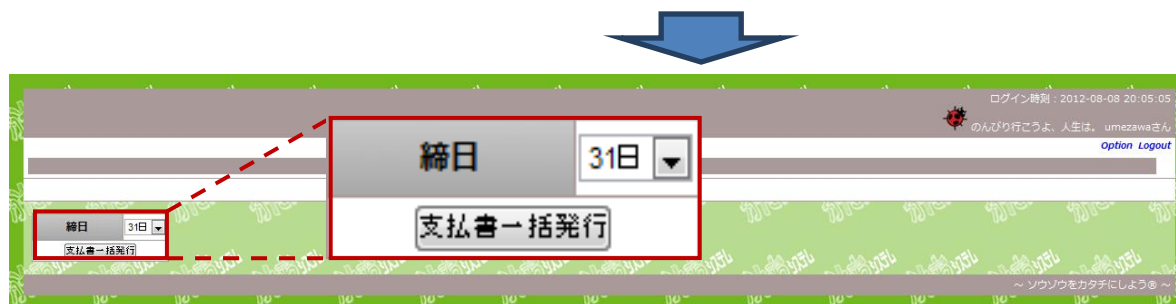 ログイン時刻 : 2012-08-08 20:05:05
のんびり行こうよ、人生は。 umezawaさん
Option Logout
締日 31日
支払書一括発行
締日 31日
支払書一括発行
～ ソウゾウをカタチにしよう® ～